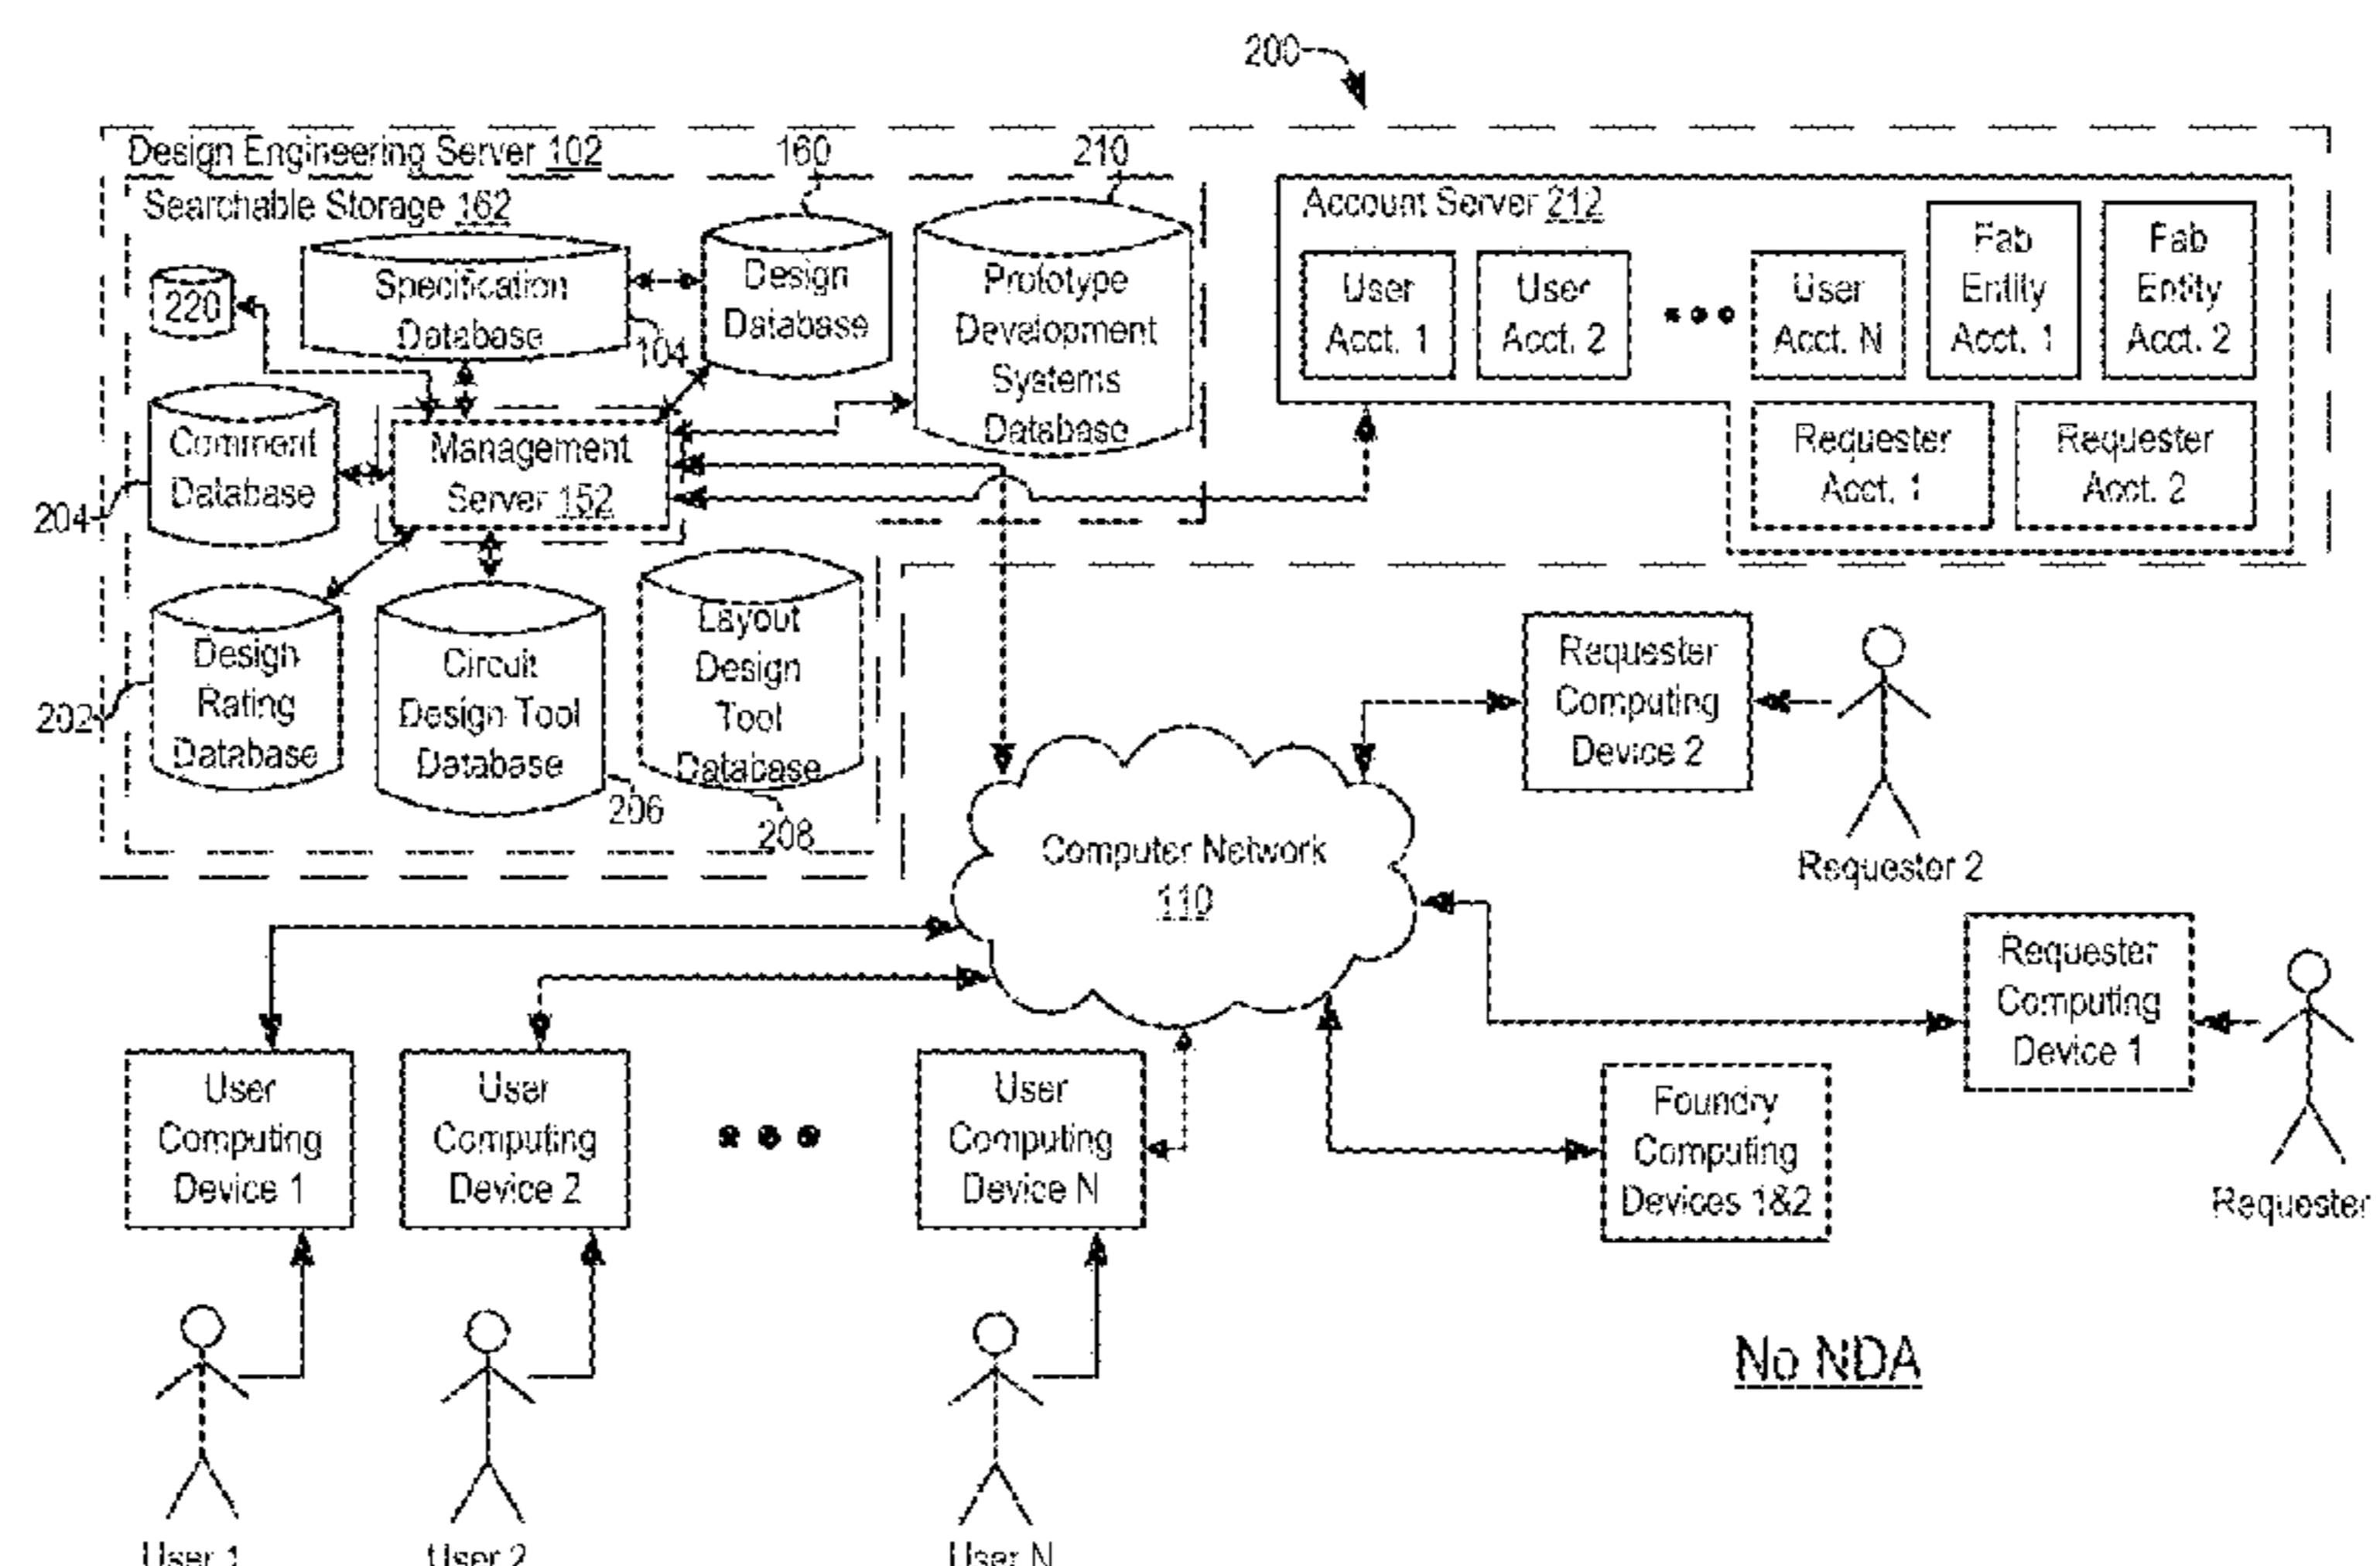 200
Design Engineering Server 102
160
210
Searchable Storage 162
220
Specification
Database
104
Design
Database
Prototype
Development
Systems
Database
Account Server 212
User
Acct. 1
User
Acct. 2
User
Acct. N
Fab
Entity
Acct. 1
Fab
Entity
Acct. 2
Requester
Acct. 1
Requester
Acct. 2
Comment
Database
204
Management
Server 152
Design
Rating
Database
202
Circuit
Design Tool
Database
206
Layout
Design
Tool
Database
208
Requester
Computing
Device 2
Requester 2
Computer Network
110
Requester
Computing
Device 1
Requester
User
Computing
Device 1
User
Computing
Device 2
User
Computing
Device N
Foundry
Computing
Devices 1&2
No NDA
User 1
User 2
User N